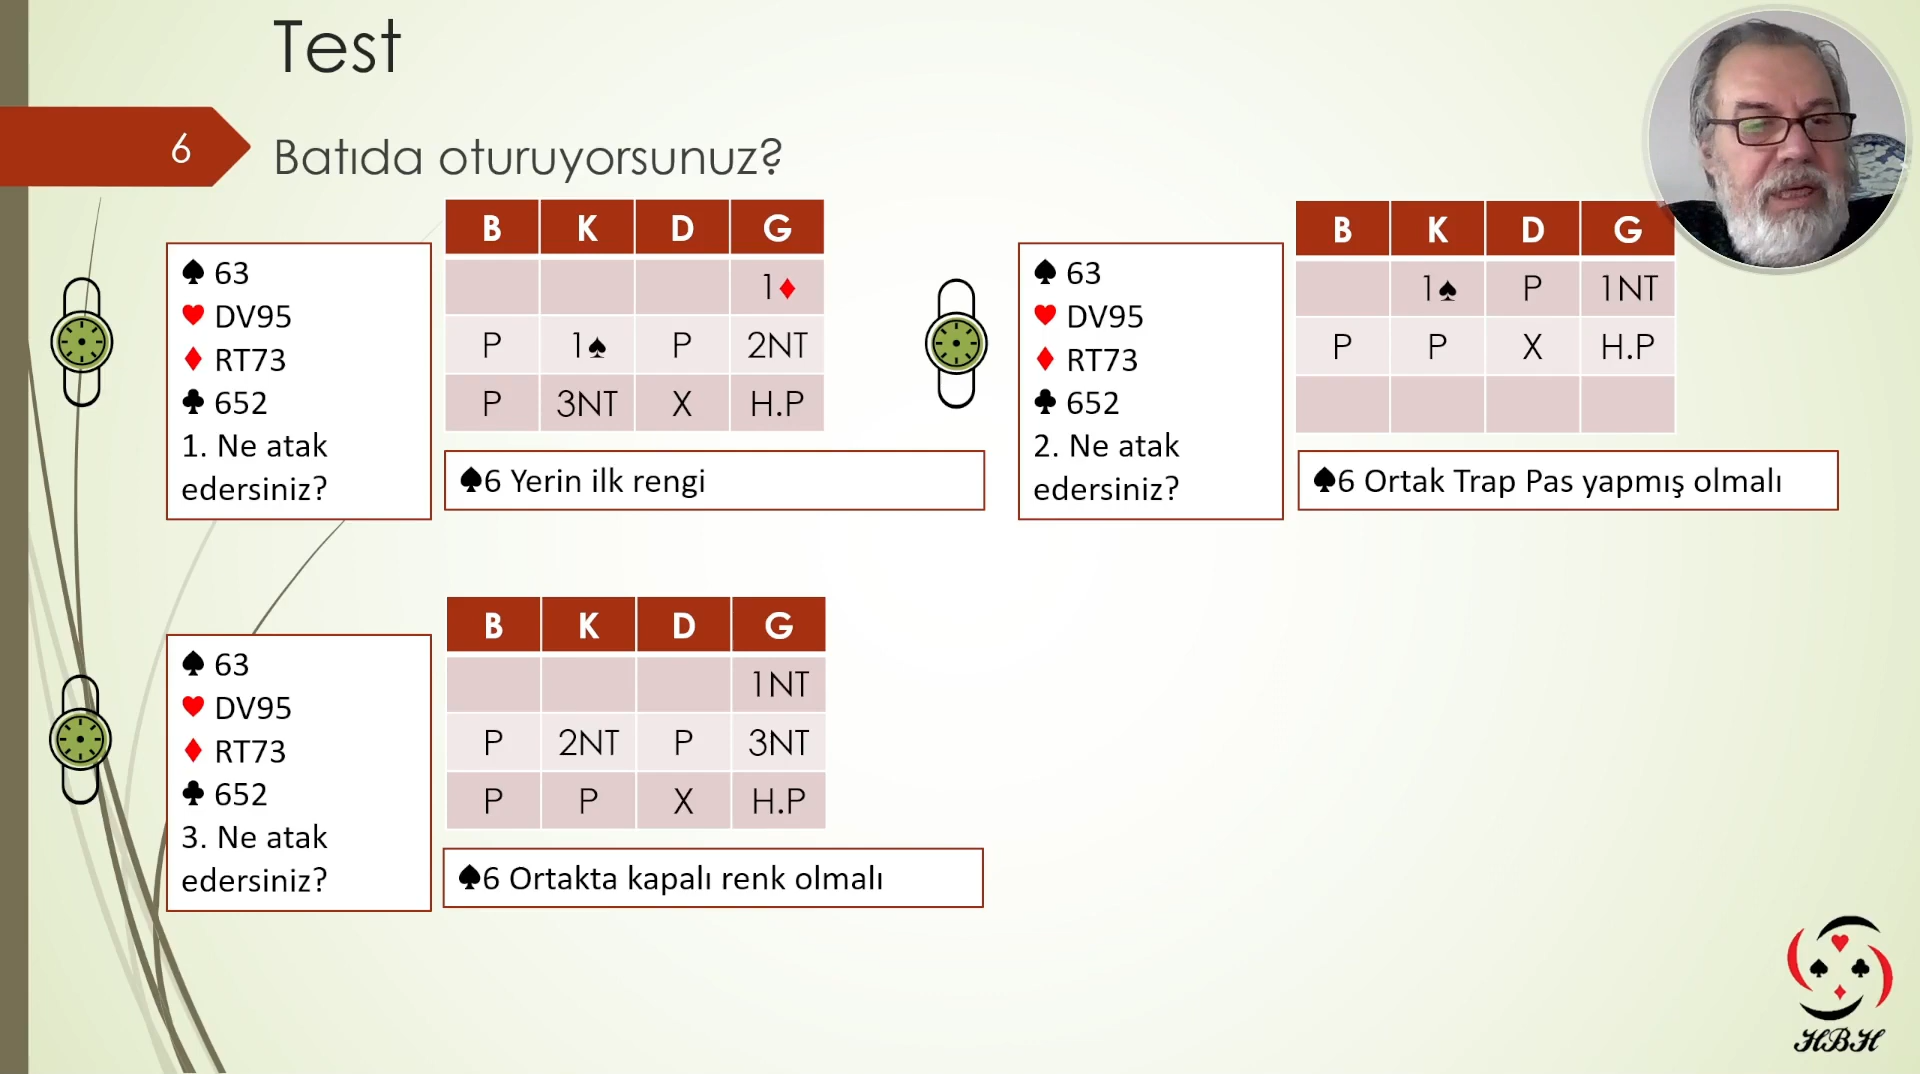 Test
6
Batıda oturuyorsunuz?
♠ 63
♥ DV95
♦ RT73
♣ 652
1. Ne atak
edersiniz?
B K D G
1♦
P 1♠ P 2NT
P 3NT X H.P
♠6 Yerin ilk rengi
♠ 63
♥ DV95
♦ RT73
♣ 652
2. Ne atak
edersiniz?
B K D G
1♠ P 1NT
P P X H.P
♠6 Ortak Trap Pas yapmış olmalı
♠ 63
♥ DV95
♦ RT73
♣ 652
3. Ne atak
edersiniz?
B K D G
1NT
P 2NT P 3NT
P P X H.P
♠6 Ortakta kapalı renk olmalı
HBH